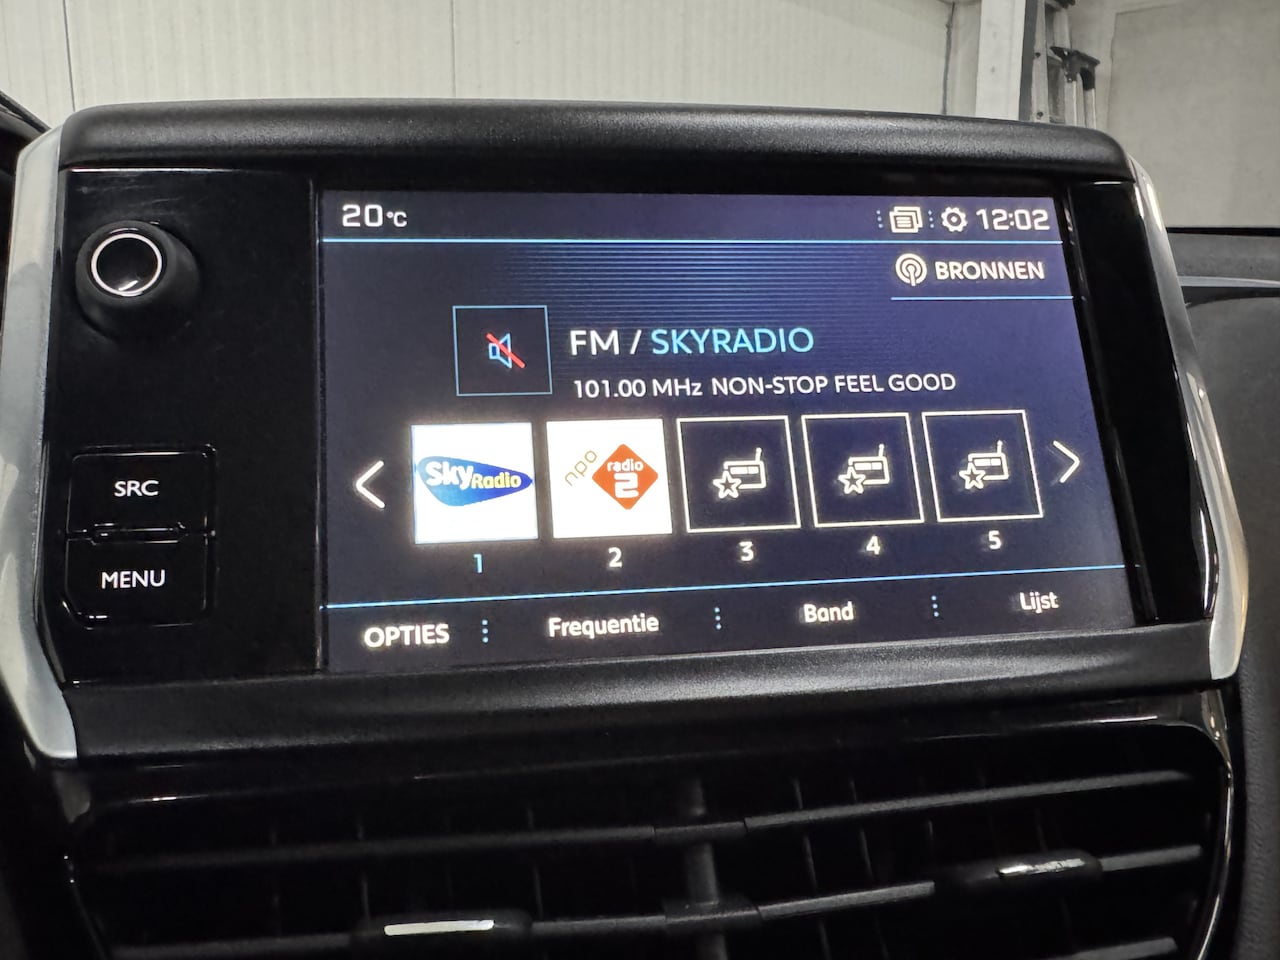 20°C
12:02
BRONNEN
FM / SKYRADIO
101.00 MHz NON-STOP FEEL GOOD
SRC
MENU
Sky Radio
npo radio 2
1
2
3
4
5
OPTIES
Frequentie
Band
Lijst